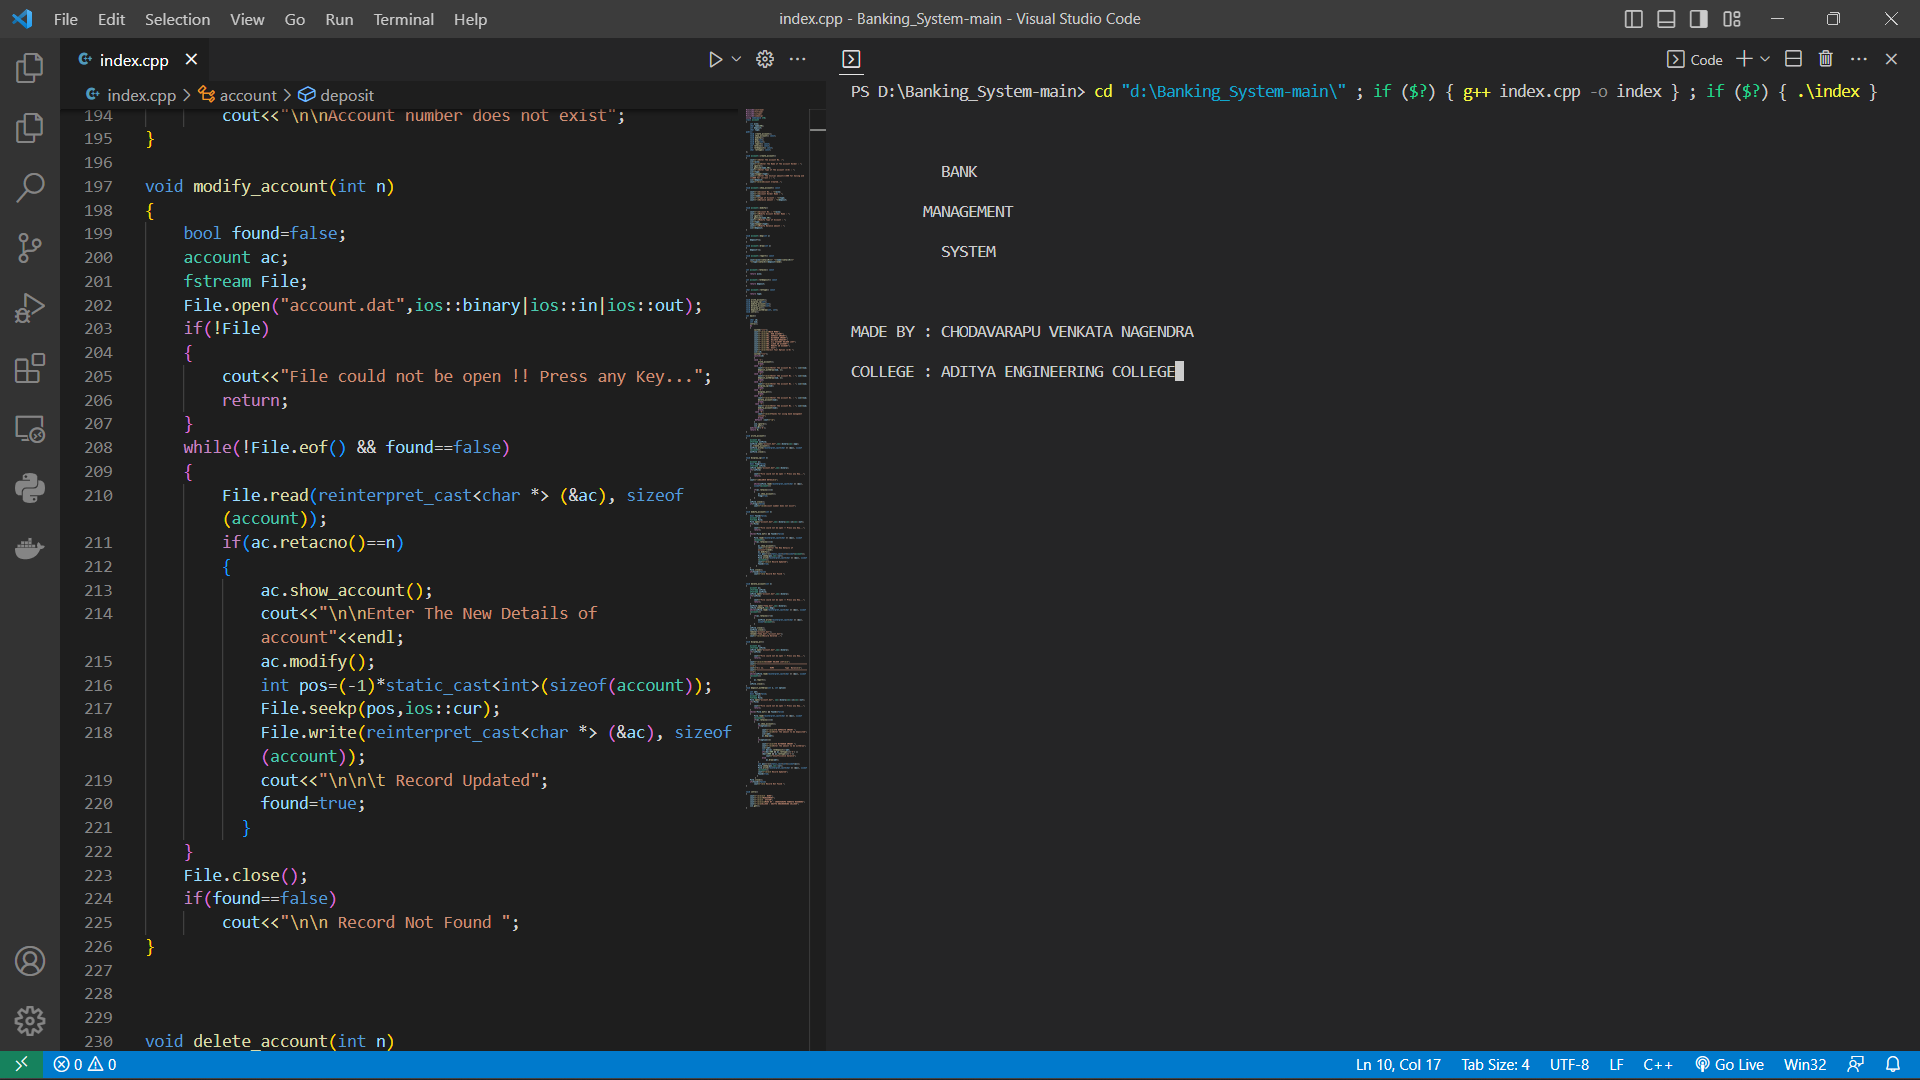 File Edit Selection View Go Run Terminal Help
index.cpp - Banking_System-main - Visual Studio Code
index.cpp
index.cpp > account > deposit
194 cout<<"\n\nAccount number does not exist";
195 }
196
197 void modify_account(int n)
198 {
199 bool found=false;
200 account ac;
201 fstream File;
202 File.open("account.dat",ios::binary|ios::in|ios::out);
203 if(!File)
204 {
205 cout<<"File could not be open !! Press any Key...";
206 return;
207 }
208 while(!File.eof() && found==false)
209 {
210 File.read(reinterpret_cast<char *> (&ac), sizeof
(account));
211 if(ac.retacno()==n)
212 {
213 ac.show_account();
214 cout<<"\n\nEnter The New Details of
account"<<endl;
215 ac.modify();
216 int pos=(-1)*static_cast<int>(sizeof(account));
217 File.seekp(pos,ios::cur);
218 File.write(reinterpret_cast<char *> (&ac), sizeof
(account));
219 cout<<"\n\n\t Record Updated";
220 found=true;
221 }
222 }
223 File.close();
224 if(found==false)
225 cout<<"\n\n Record Not Found ";
226 }
227
228
229
230 void delete_account(int n)
Code
PS D:\Banking_System-main> cd "d:\Banking_System-main\" ; if ($?) { g++ index.cpp -o index } ; if ($?) { .\index }
BANK
MANAGEMENT
SYSTEM
MADE BY : CHODAVARAPU VENKATA NAGENDRA
COLLEGE : ADITYA ENGINEERING COLLEGE
0 0
Ln 10, Col 17 Tab Size: 4 UTF-8 LF C++ Go Live Win32